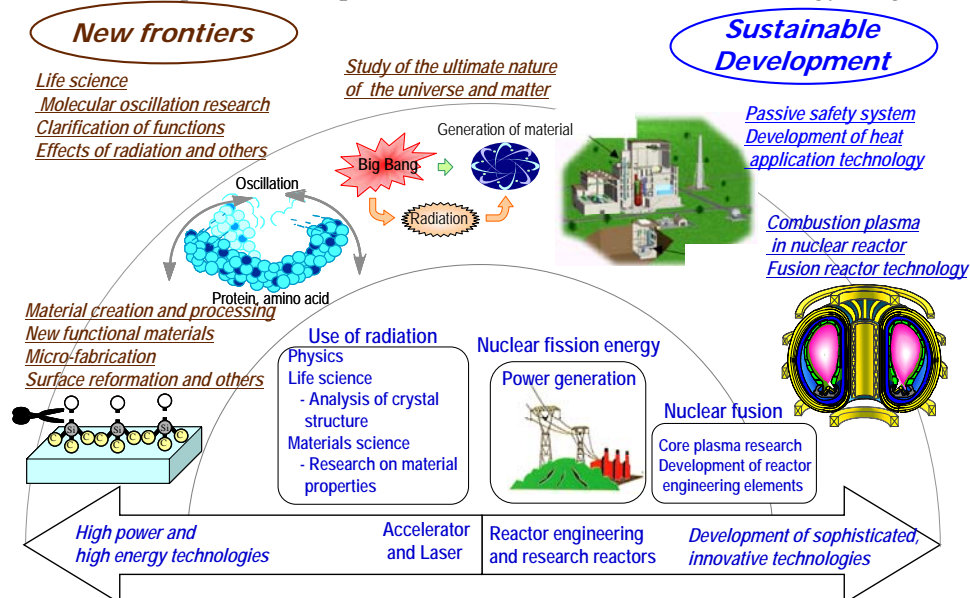 New frontiers
Sustainable
Development
Life science
Molecular oscillation research
Clarification of functions
Effects of radiation and others
Study of the ultimate nature
of the universe and matter
Passive safety system
Development of heat
application technology
Generation of material
Big Bang
Radiation
Oscillation
Protein, amino acid
Combustion plasma
in nuclear reactor
Fusion reactor technology
Material creation and processing
New functional materials
Micro-fabrication
Surface reformation and others
Si
Si
Si
C
C
C
C
C
C
C
Use of radiation
Physics
Life science
- Analysis of crystal
structure
Materials science
- Research on material
properties
Nuclear fission energy
Power generation
Nuclear fusion
Core plasma research
Development of reactor
engineering elements
High power and
high energy technologies
Accelerator
and Laser
Reactor engineering
and research reactors
Development of sophisticated,
innovative technologies